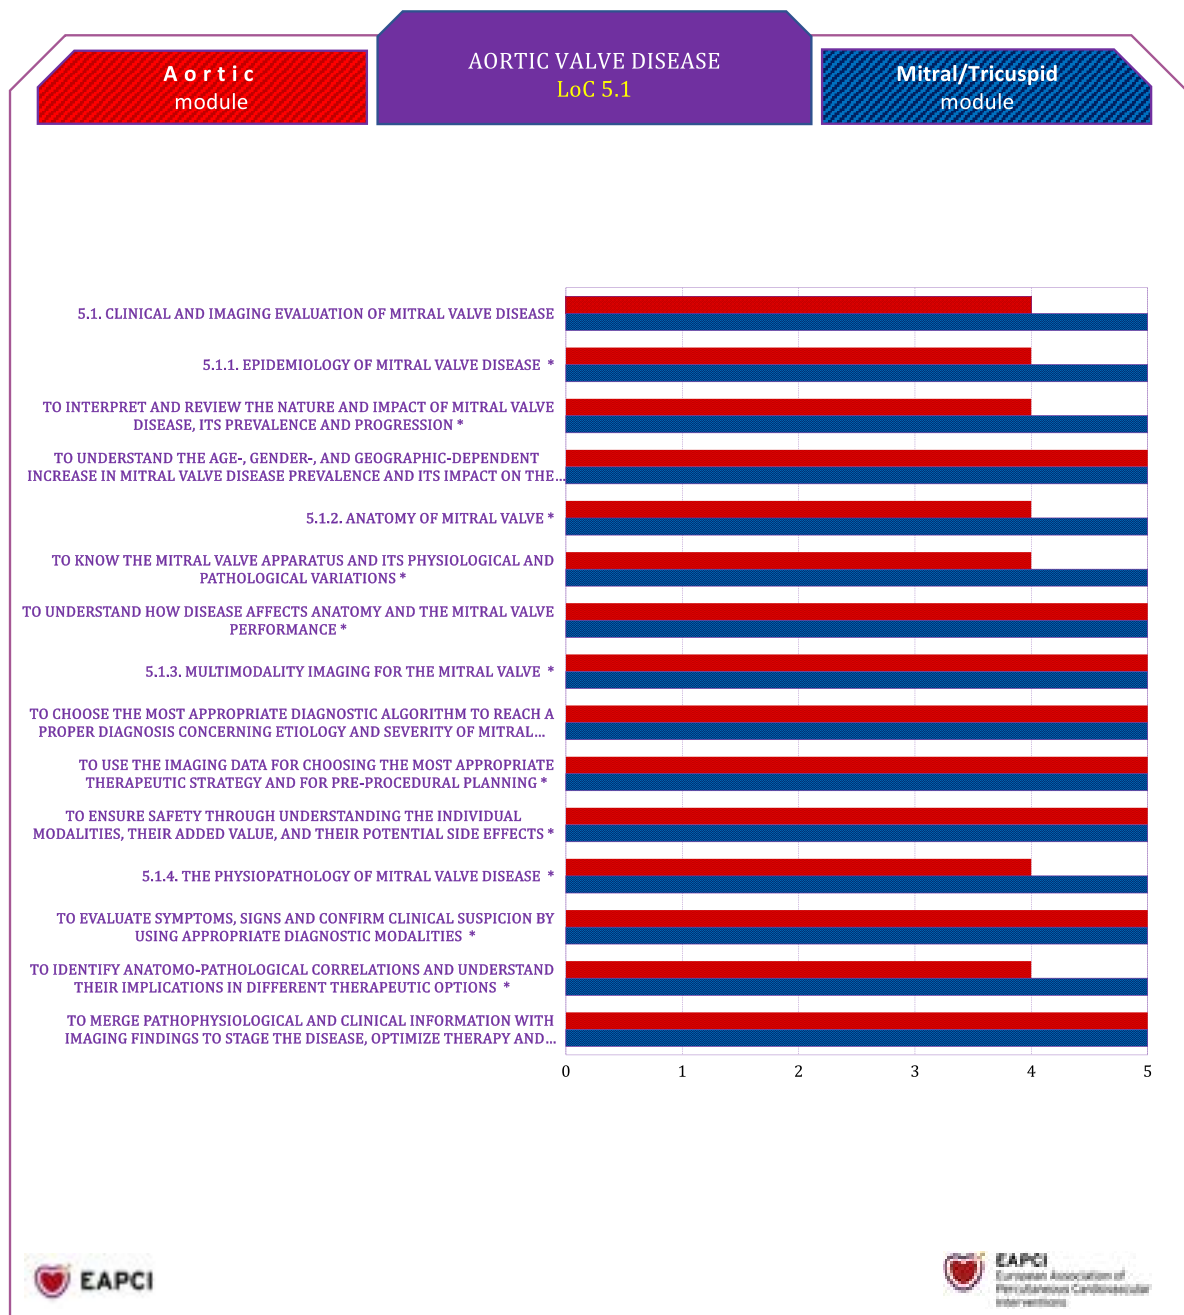 A o r t i c
module
AORTIC VALVE DISEASE
LoC 5.1
Mitral/Tricuspid
module
5.1. CLINICAL AND IMAGING EVALUATION OF MITRAL VALVE DISEASE
5.1.1. EPIDEMIOLOGY OF MITRAL VALVE DISEASE *
TO INTERPRET AND REVIEW THE NATURE AND IMPACT OF MITRAL VALVE
DISEASE, ITS PREVALENCE AND PROGRESSION *
TO UNDERSTAND THE AGE-, GENDER-, AND GEOGRAPHIC-DEPENDENT
INCREASE IN MITRAL VALVE DISEASE PREVALENCE AND ITS IMPACT ON THE...
5.1.2. ANATOMY OF MITRAL VALVE *
TO KNOW THE MITRAL VALVE APPARATUS AND ITS PHYSIOLOGICAL AND
PATHOLOGICAL VARIATIONS *
TO UNDERSTAND HOW DISEASE AFFECTS ANATOMY AND THE MITRAL VALVE
PERFORMANCE *
5.1.3. MULTIMODALITY IMAGING FOR THE MITRAL VALVE *
TO CHOOSE THE MOST APPROPRIATE DIAGNOSTIC ALGORITHM TO REACH A
PROPER DIAGNOSIS CONCERNING ETIOLOGY AND SEVERITY OF MITRAL...
TO USE THE IMAGING DATA FOR CHOOSING THE MOST APPROPRIATE
THERAPEUTIC STRATEGY AND FOR PRE-PROCEDURAL PLANNING *
TO ENSURE SAFETY THROUGH UNDERSTANDING THE INDIVIDUAL
MODALITIES, THEIR ADDED VALUE, AND THEIR POTENTIAL SIDE EFFECTS *
5.1.4. THE PHYSIOPATHOLOGY OF MITRAL VALVE DISEASE *
TO EVALUATE SYMPTOMS, SIGNS AND CONFIRM CLINICAL SUSPICION BY
USING APPROPRIATE DIAGNOSTIC MODALITIES *
TO IDENTIFY ANATOMO-PATHOLOGICAL CORRELATIONS AND UNDERSTAND
THEIR IMPLICATIONS IN DIFFERENT THERAPEUTIC OPTIONS *
TO MERGE PATHOPHYSIOLOGICAL AND CLINICAL INFORMATION WITH
IMAGING FINDINGS TO STAGE THE DISEASE, OPTIMIZE THERAPY AND...
0 1 2 3 4 5
EAPCI
EAPCI
European Association of
Percutaneous Cardiovascular
Interventions